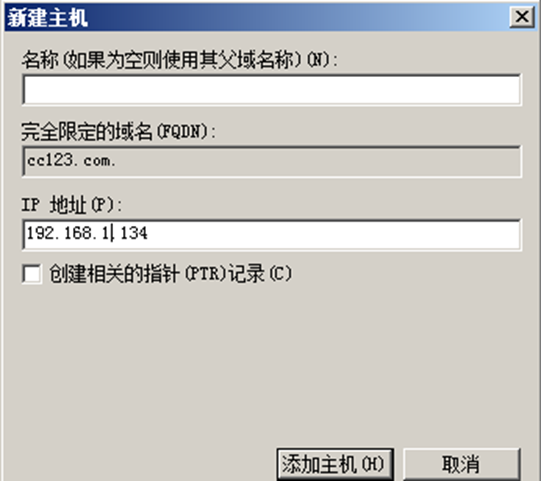 新建主机
名称(如果为空则使用其父域名称)(N):
完全限定的域名(FQDN):
cc123.com.
IP 地址(P):
192.168.1.134
创建相关的指针(PTR)记录(C)
添加主机(H)
取消